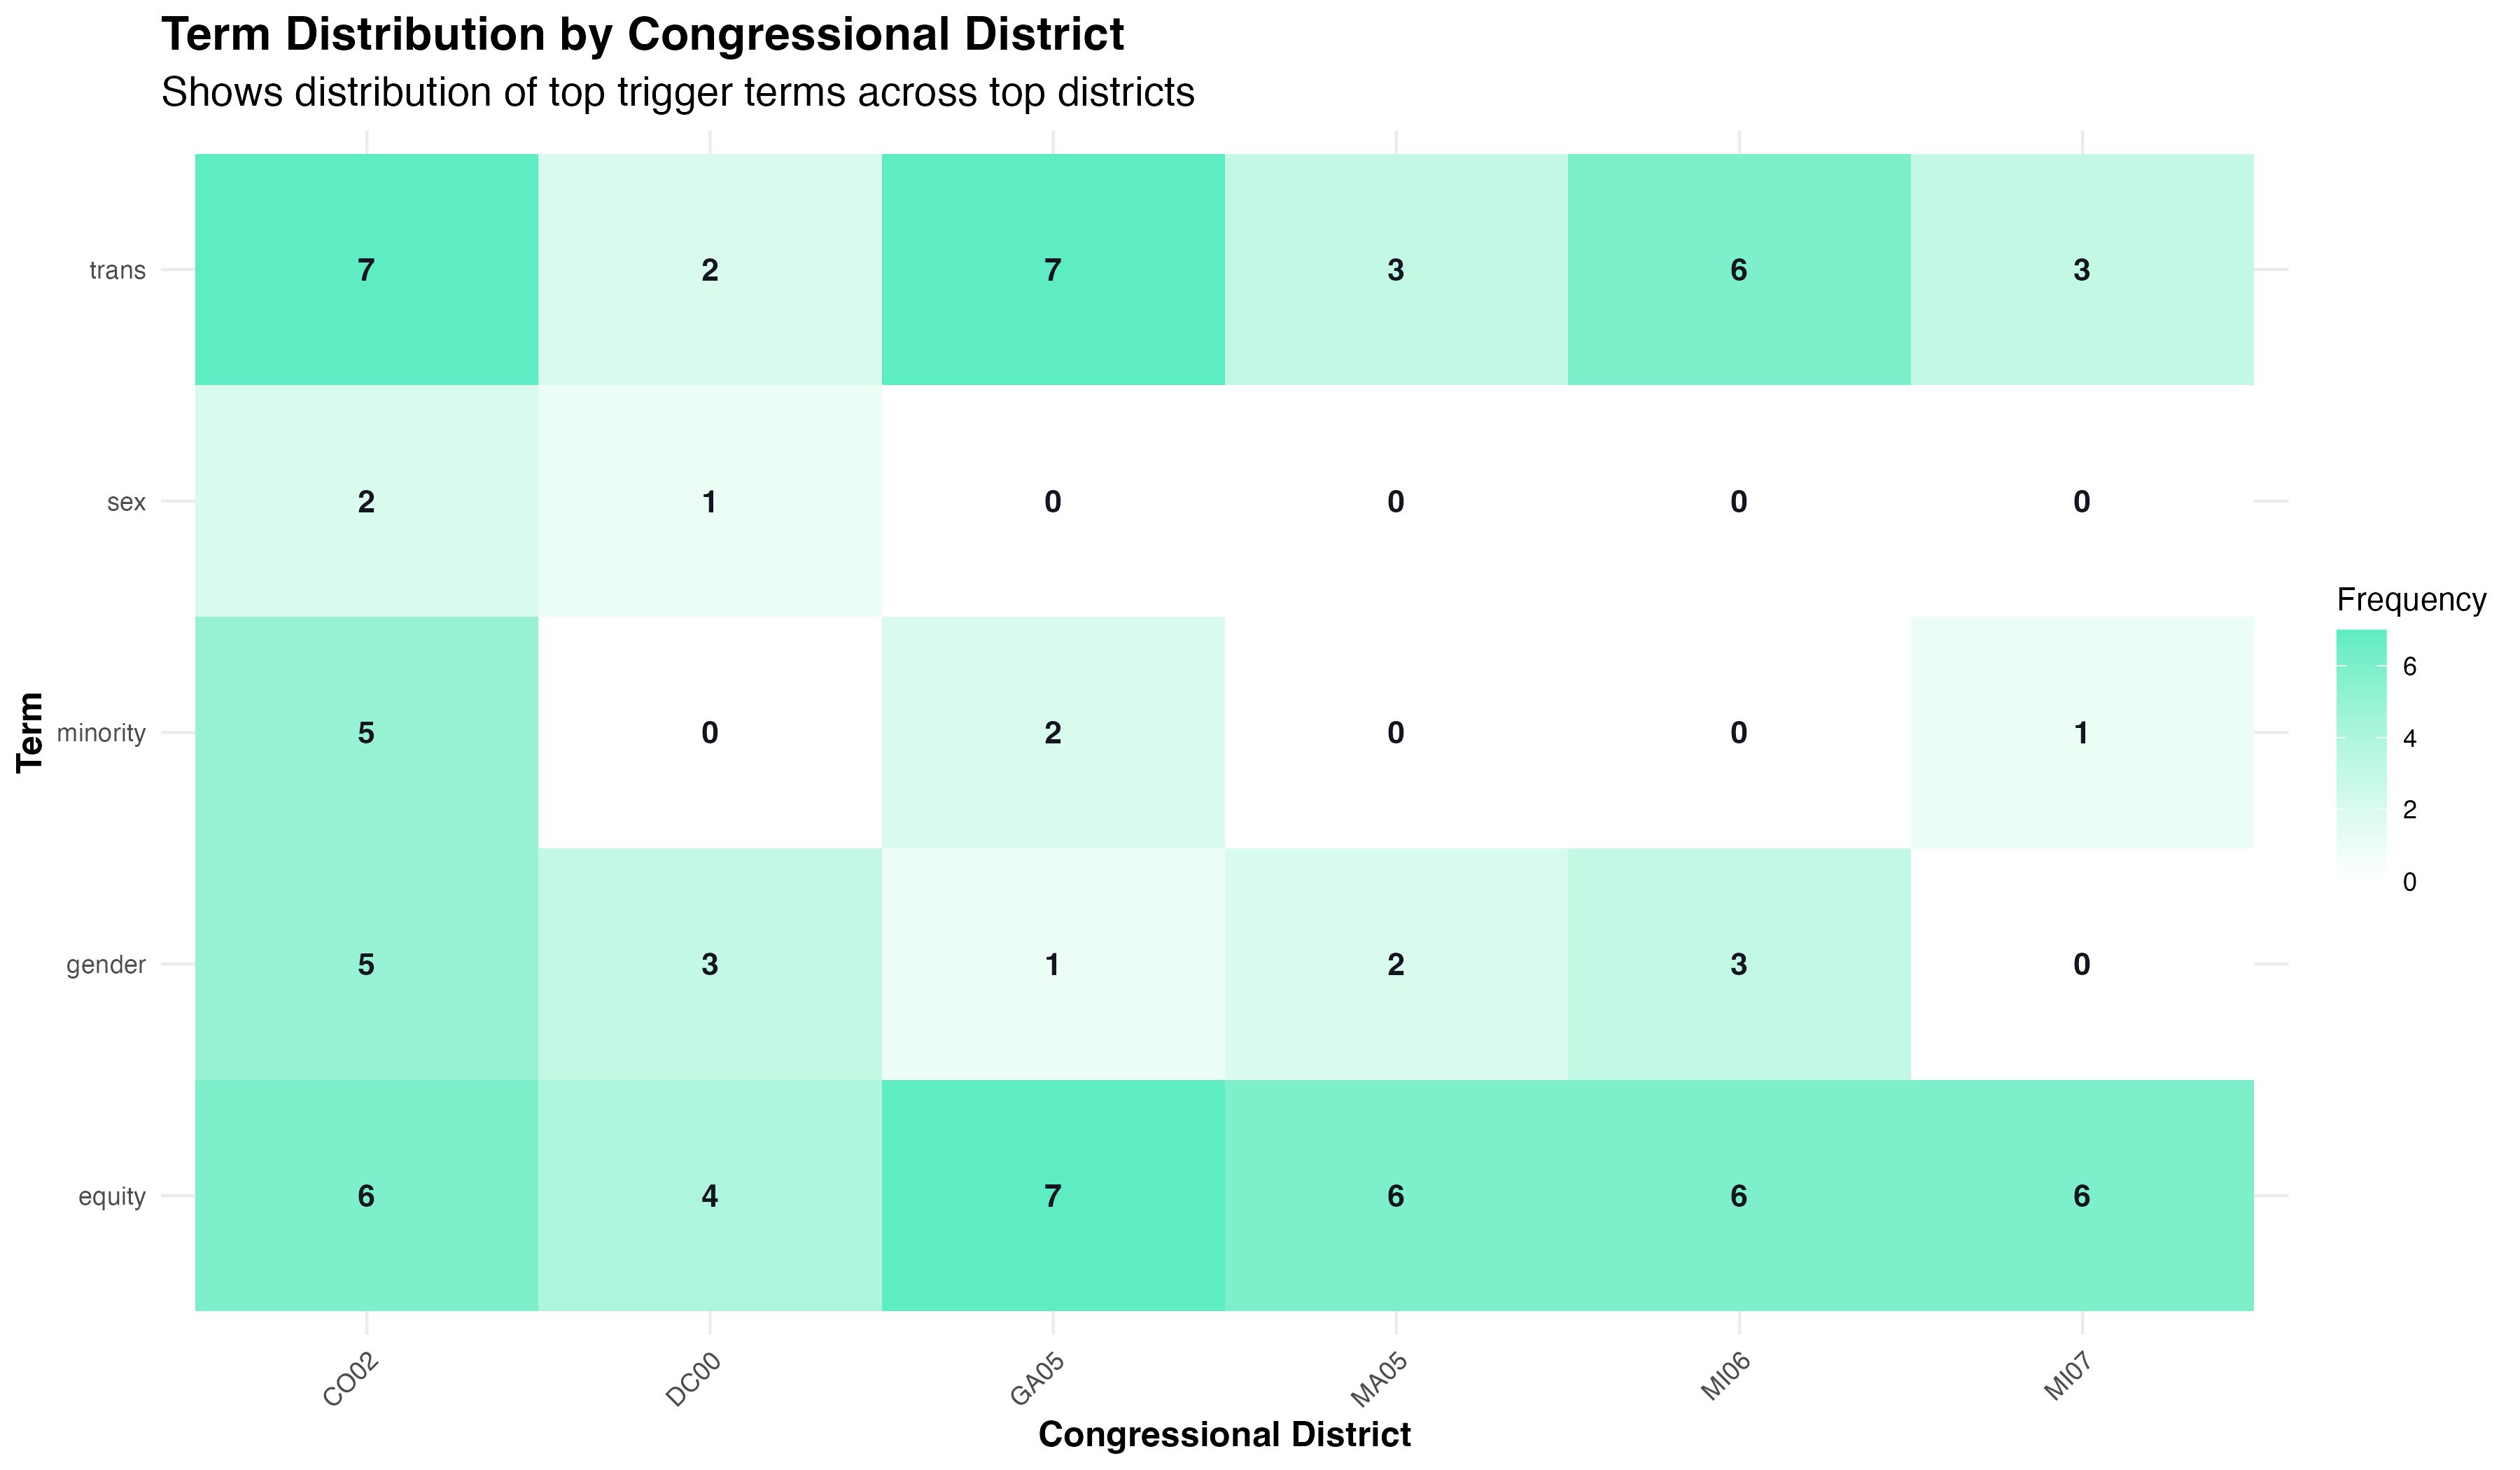 Term Distribution by Congressional District
Shows distribution of top trigger terms across top districts
trans 7 2 7 3 6 3
sex 2 1 0 0 0 0
minority 5 0 2 0 0 1
gender 5 3 1 2 3 0
equity 6 4 7 6 6 6
Term
CO02 DC00 GA05 MA05 MI06 MI07
Congressional District
Frequency
6
4
2
0